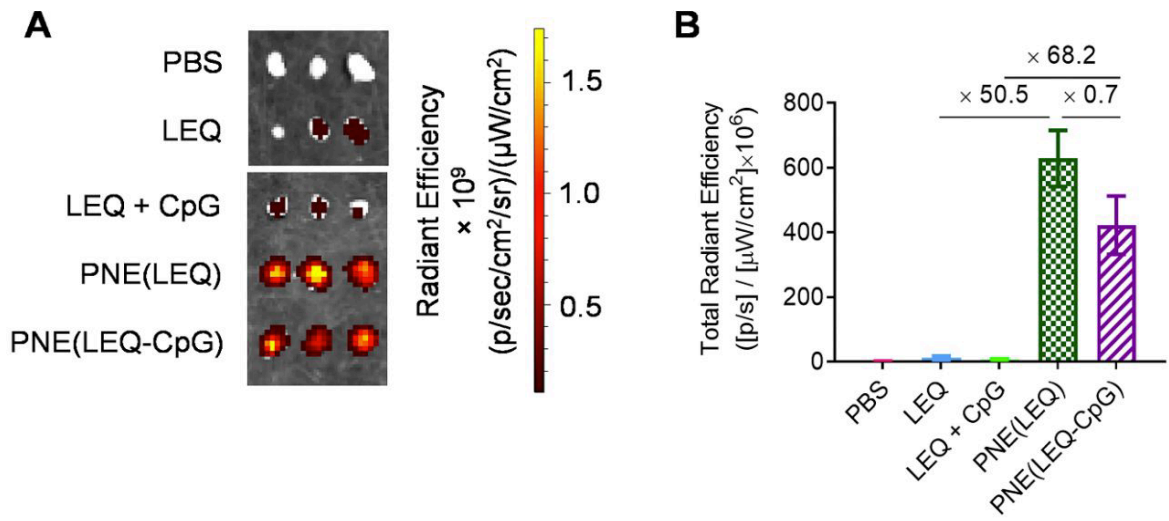 A
PBS
LEQ
LEQ + CpG
PNE(LEQ)
PNE(LEQ-CpG)
Radiant Efficiency
× 10⁹
(p/sec/cm²/sr)/(μW/cm²)
1.5
1.0
0.5
B
× 68.2
× 50.5
× 0.7
Total Radiant Efficiency
([p/s] / [μW/cm²]×10⁶)
800
600
400
200
0
PBS
LEQ
LEQ + CpG
PNE(LEQ)
PNE(LEQ-CpG)